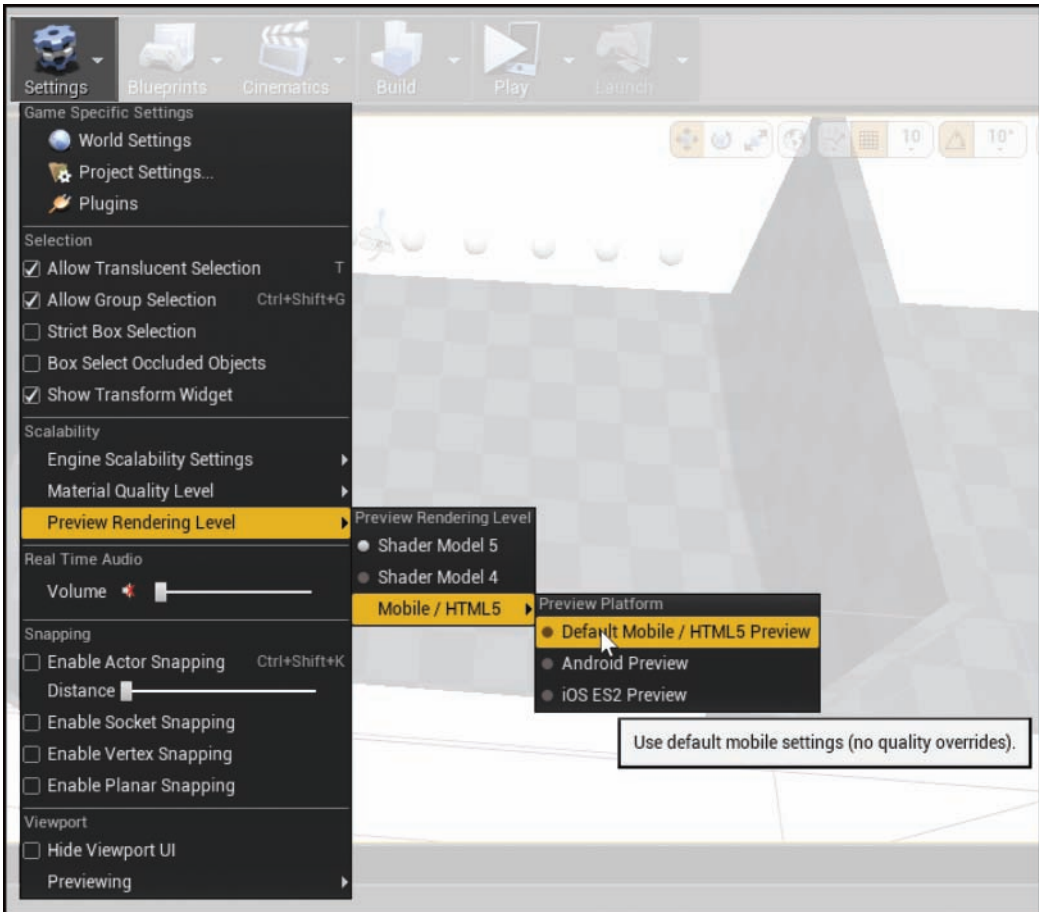 Settings
Blueprints
Cinematics
Build
Play
Launch
10
10°
Game Specific Settings
World Settings
Project Settings...
Plugins
Selection
Allow Translucent Selection T
Allow Group Selection Ctrl+Shift+G
Strict Box Selection
Box Select Occluded Objects
Show Transform Widget
Scalability
Engine Scalability Settings
Material Quality Level
Preview Rendering Level
Preview Rendering Level
Shader Model 5
Shader Model 4
Mobile / HTML5
Preview Platform
Default Mobile / HTML5 Preview
Android Preview
iOS ES2 Preview
Use default mobile settings (no quality overrides).
Real Time Audio
Volume
Snapping
Enable Actor Snapping Ctrl+Shift+K
Distance
Enable Socket Snapping
Enable Vertex Snapping
Enable Planar Snapping
Viewport
Hide Viewport UI
Previewing